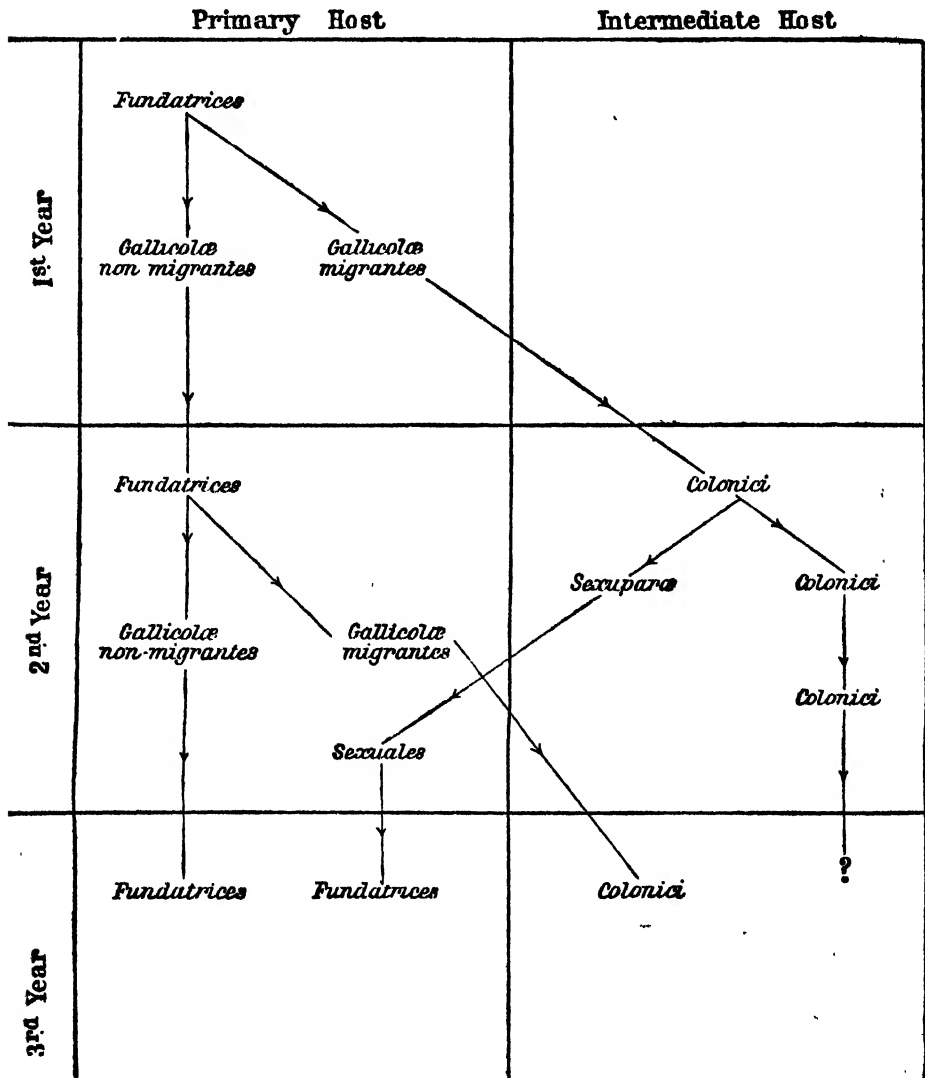 Primary Host Intermediate Host
1st Year
Fundatrices
Gallicolæ
non migrantes
Gallicolæ
migrantes
2nd Year
Fundatrices
Colonici
Sexuparæ
Colonici
Gallicolæ
non-migrantes
Gallicolæ
migrantes
Colonici
Sexuales
3rd Year
Fundatrices
Fundatrices
Colonici
?